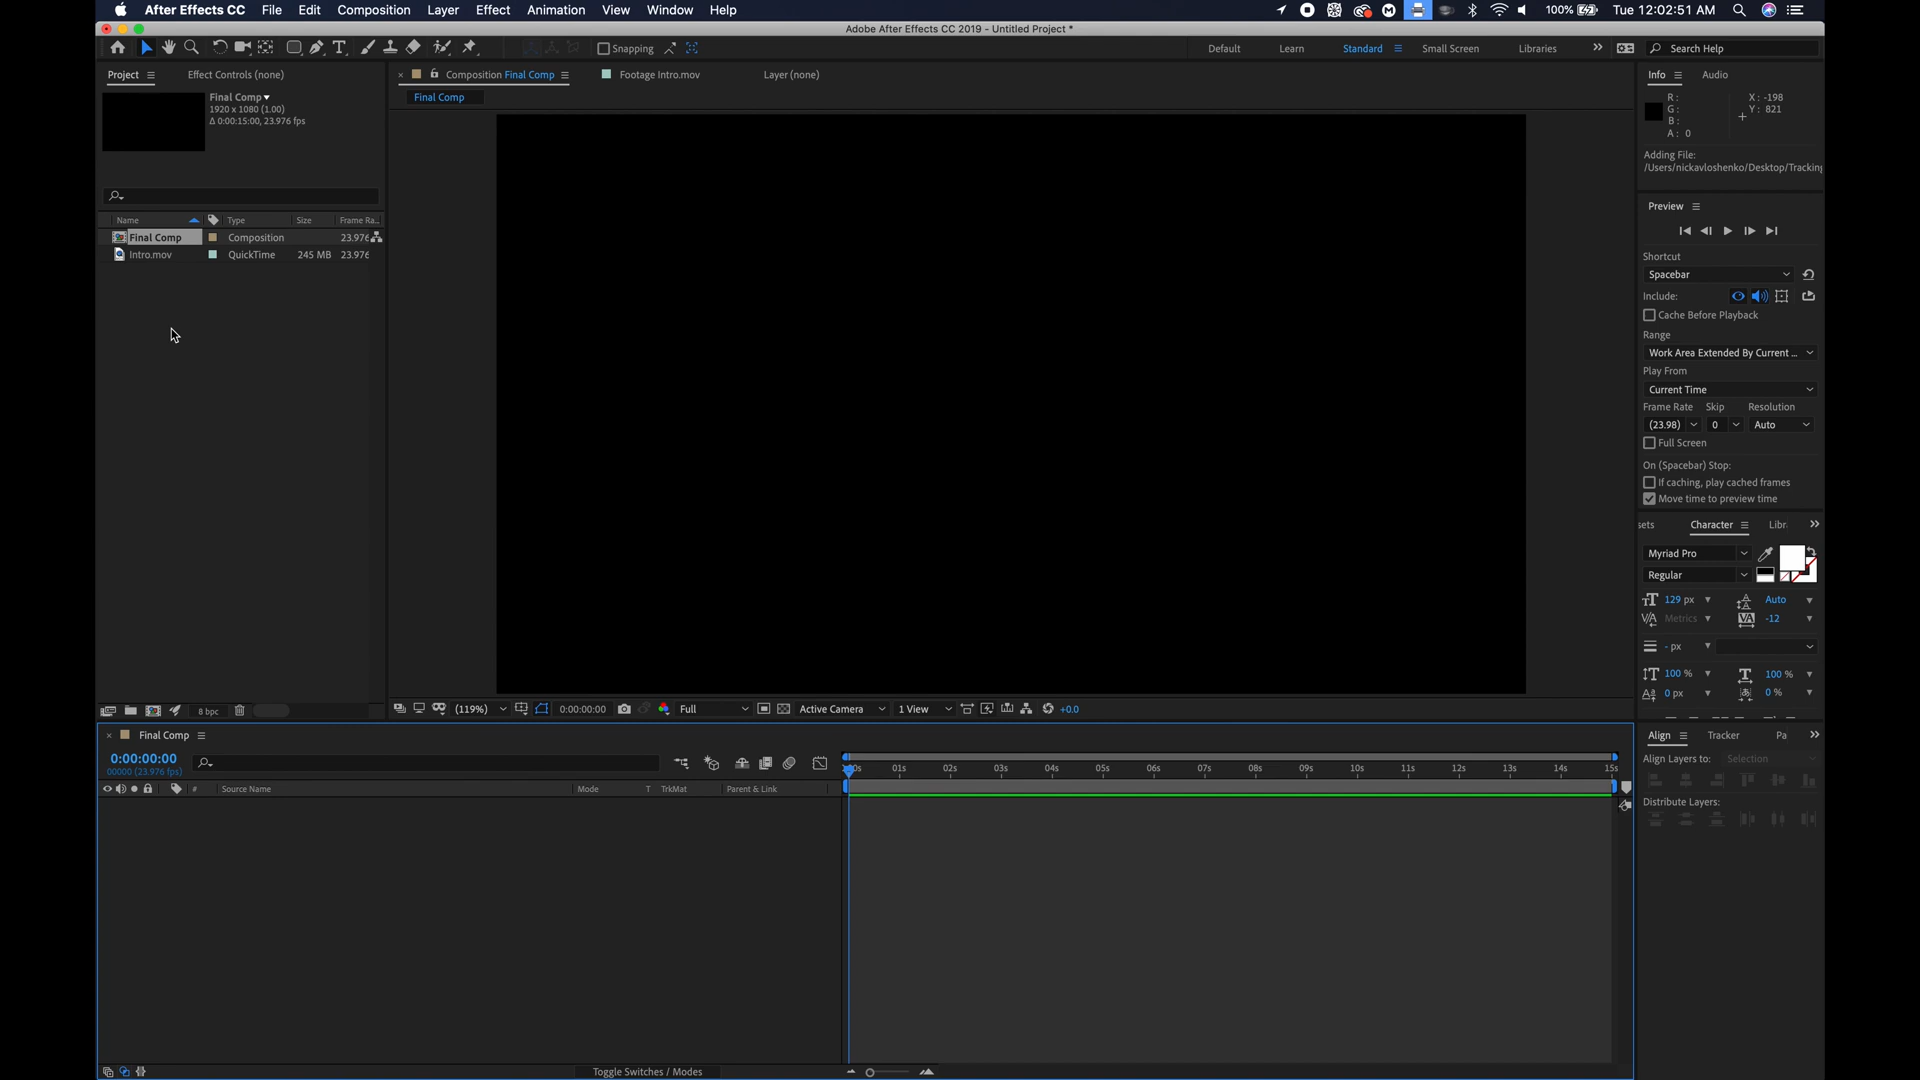 After Effects CC File Edit Composition Layer Effect Animation View Window Help 100% Tue 12:02:51 AM
Adobe After Effects CC 2019 - Untitled Project *
Snapping Default Learn Standard Small Screen Libraries Search Help
Project Effect Controls (none) Composition Final Comp Footage Intro.mov Layer (none) Info Audio
Final Comp
Final Comp
1920 x 1080 (1.00)
Δ 0:00:15:00, 23.976 fps
R: X: -198
G: Y: 821
B:
A: 0
Adding File:
/Users/nickavloshenko/Desktop/Tracking
Name Type Size Frame Ra...
Final Comp Composition 23.976
Intro.mov QuickTime 245 MB 23.976
Preview
Shortcut
Spacebar
Include:
Cache Before Playback
Range
Work Area Extended By Current ...
Play From
Current Time
Frame Rate Skip Resolution
(23.98) 0 Auto
Full Screen
On (Spacebar) Stop:
If caching, play cached frames
Move time to preview time
sets Character Libr
Myriad Pro
Regular
129 px Auto
Metrics -12
- px
100 % 100 %
0 px 0 %
8 bpc (119%) 0:00:00:00 Full Active Camera 1 View +0.0
Final Comp
0:00:00:00
00000 (23.976 fps)
01s 02s 03s 04s 05s 06s 07s 08s 09s 10s 11s 12s 13s 14s 15s
# Source Name Mode T TrkMat Parent & Link
Align Tracker Pa
Align Layers to: Selection
Distribute Layers:
Toggle Switches / Modes